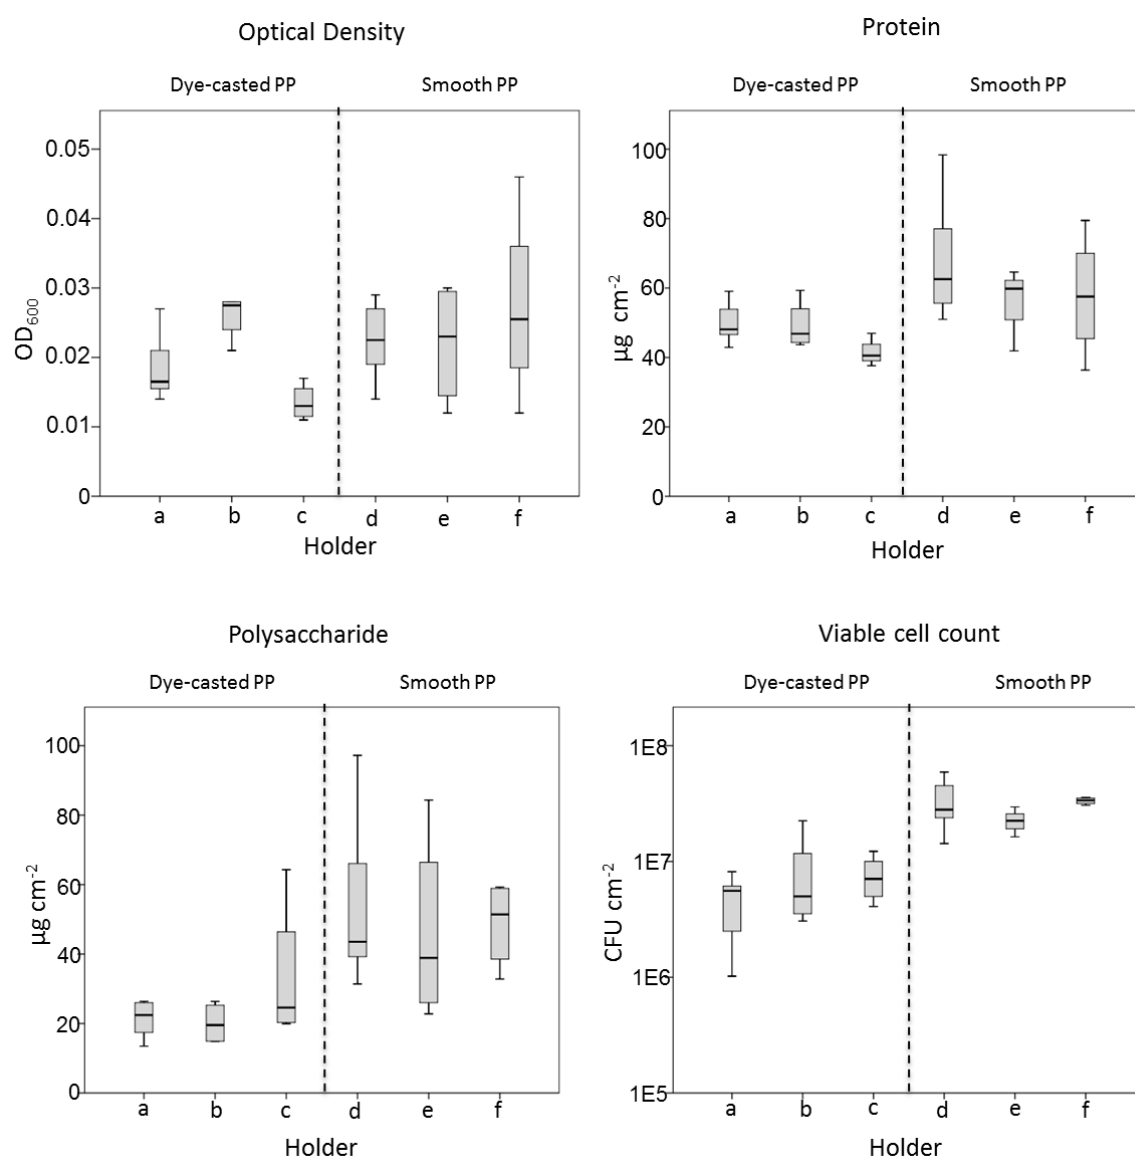 Optical Density
Dye-casted PP
Smooth PP
0.05
0.04
0.03
0.02
0.01
0
OD600
a b c d e f
Holder
Protein
Dye-casted PP
Smooth PP
100
80
60
40
20
0
µg cm-2
a b c d e f
Holder
Polysaccharide
Dye-casted PP
Smooth PP
100
80
60
40
20
0
µg cm-2
a b c d e f
Holder
Viable cell count
Dye-casted PP
Smooth PP
1E8
1E7
1E6
1E5
CFU cm-2
a b c d e f
Holder